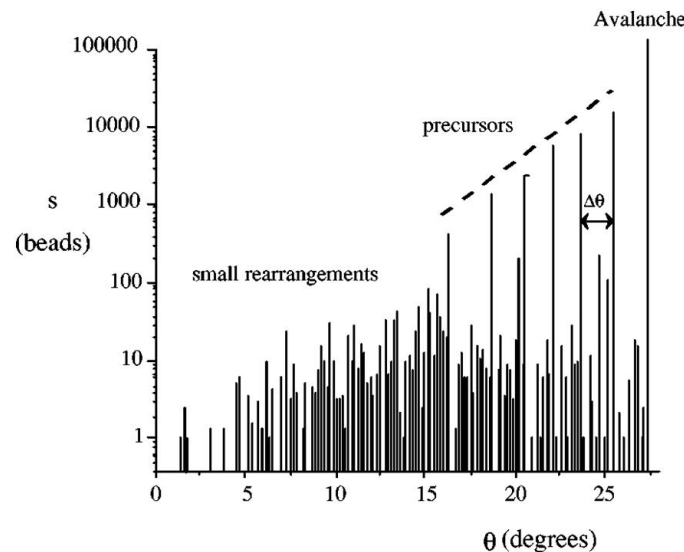 Avalanche
100000
precursors
10000
s
1000
Δθ
(beads)
small rearrangements
100
10
1
0 5 10 15 20 25
θ (degrees)